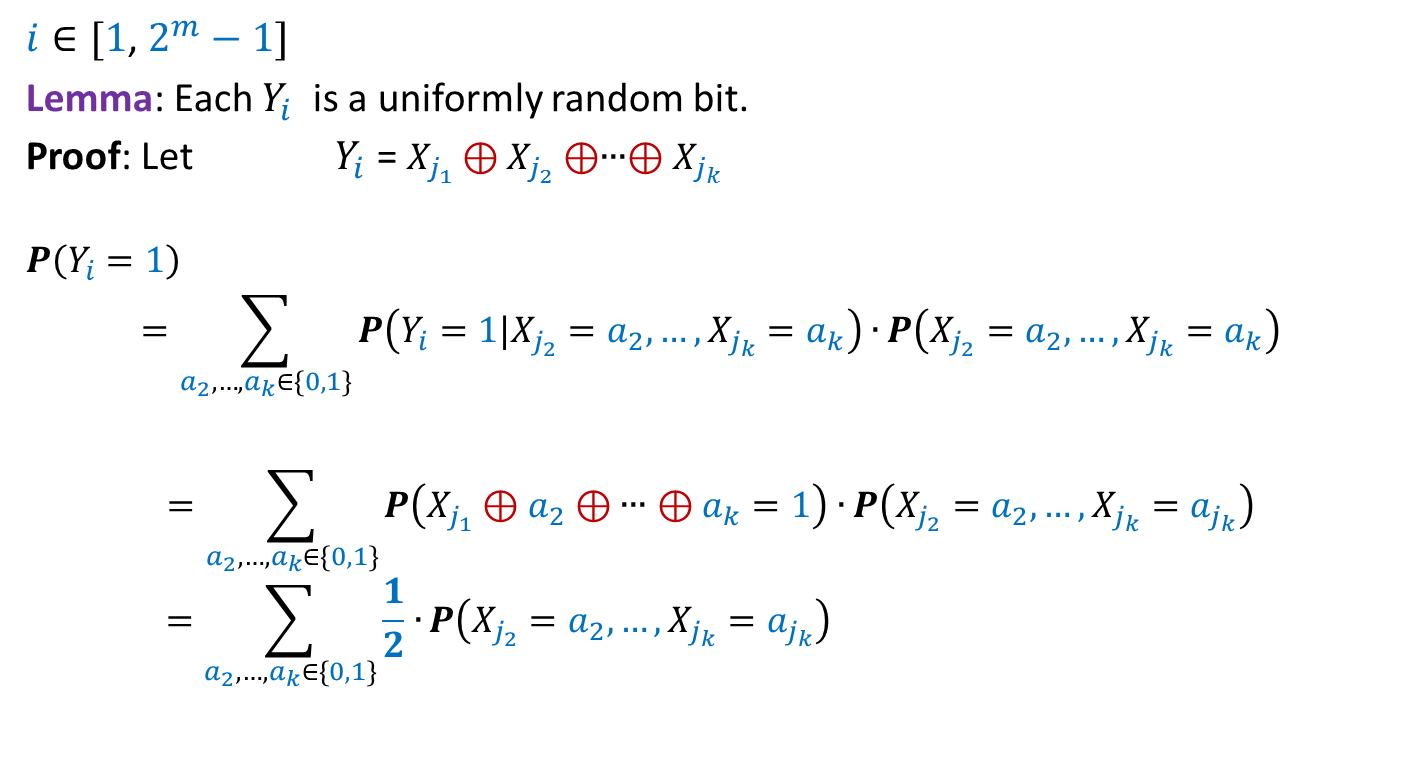 i ∈ [1, 2^m − 1]
Lemma: Each Y_i is a uniformly random bit.
Proof: Let Y_i = X_{j_1} ⊕ X_{j_2} ⊕⋯⊕ X_{j_k}
P(Y_i = 1)
= ∑_{a_2,…,a_k∈{0,1}} P(Y_i = 1|X_{j_2} = a_2, … , X_{j_k} = a_k) · P(X_{j_2} = a_2, … , X_{j_k} = a_k)
= ∑_{a_2,…,a_k∈{0,1}} P(X_{j_1} ⊕ a_2 ⊕ ⋯ ⊕ a_k = 1) · P(X_{j_2} = a_2, … , X_{j_k} = a_{j_k})
= ∑_{a_2,…,a_k∈{0,1}} 1/2 · P(X_{j_2} = a_2, … , X_{j_k} = a_{j_k})